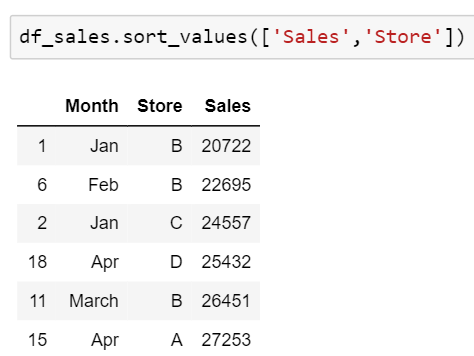 df_sales.sort_values(['Sales','Store'])
Month Store Sales
1 Jan B 20722
6 Feb B 22695
2 Jan C 24557
18 Apr D 25432
11 March B 26451
15 Apr A 27253